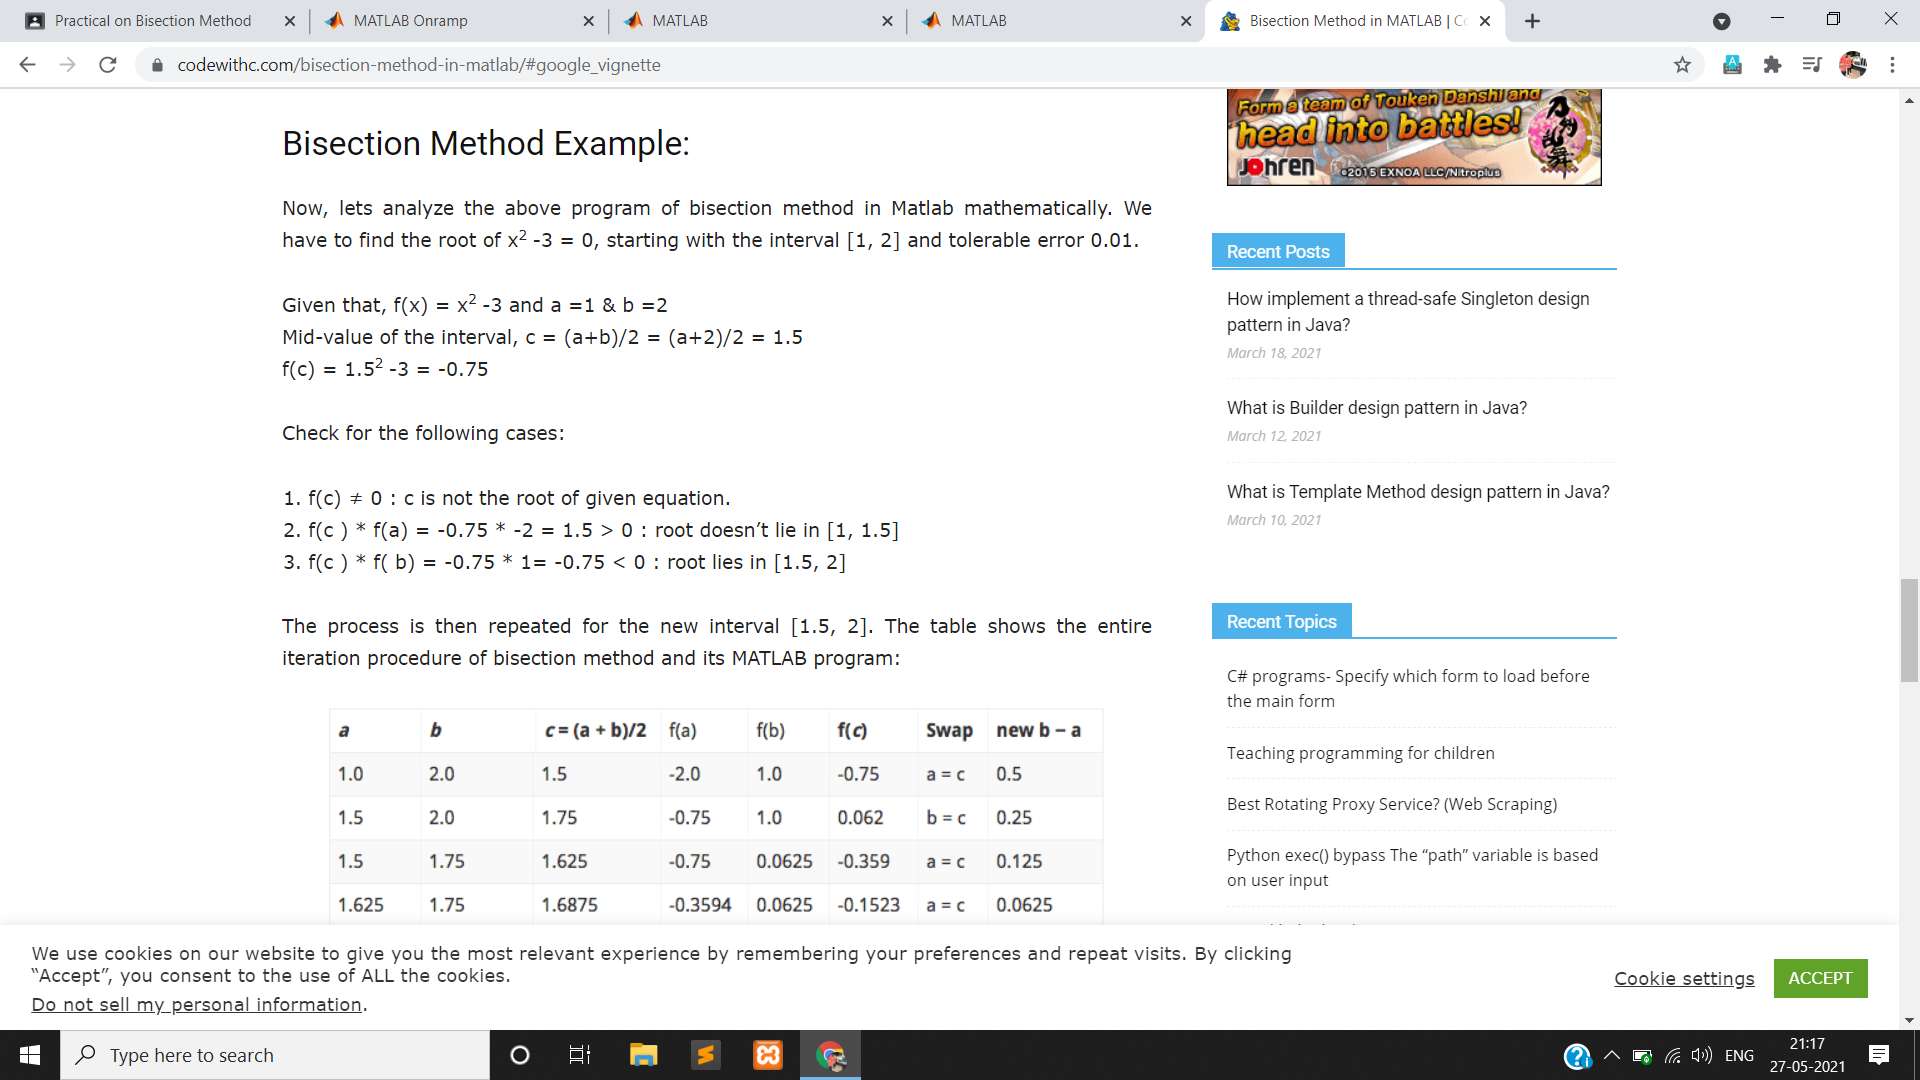 Practical on Bisection Method
MATLAB Onramp
MATLAB
MATLAB
Bisection Method in MATLAB | Co
codewithc.com/bisection-method-in-matlab/#google_vignette
Bisection Method Example:
Now, lets analyze the above program of bisection method in Matlab mathematically. We
have to find the root of x² -3 = 0, starting with the interval [1, 2] and tolerable error 0.01.
Given that, f(x) = x² -3 and a =1 & b =2
Mid-value of the interval, c = (a+b)/2 = (a+2)/2 = 1.5
f(c) = 1.5² -3 = -0.75
Check for the following cases:
1. f(c) ≠ 0 : c is not the root of given equation.
2. f(c ) * f(a) = -0.75 * -2 = 1.5 > 0 : root doesn’t lie in [1, 1.5]
3. f(c ) * f( b) = -0.75 * 1= -0.75 < 0 : root lies in [1.5, 2]
The process is then repeated for the new interval [1.5, 2]. The table shows the entire
iteration procedure of bisection method and its MATLAB program:
a b c = (a + b)/2 f(a) f(b) f(c) Swap new b – a
1.0 2.0 1.5 -2.0 1.0 -0.75 a = c 0.5
1.5 2.0 1.75 -0.75 1.0 0.062 b = c 0.25
1.5 1.75 1.625 -0.75 0.0625 -0.359 a = c 0.125
1.625 1.75 1.6875 -0.3594 0.0625 -0.1523 a = c 0.0625
Form a team of Touken Danshi and
head into battles!
刀剣乱舞
Johren
©2015 EXNOA LLC/Nitroplus
Recent Posts
How implement a thread-safe Singleton design
pattern in Java?
March 18, 2021
What is Builder design pattern in Java?
March 12, 2021
What is Template Method design pattern in Java?
March 10, 2021
Recent Topics
C# programs- Specify which form to load before
the main form
Teaching programming for children
Best Rotating Proxy Service? (Web Scraping)
Python exec() bypass The “path” variable is based
on user input
We use cookies on our website to give you the most relevant experience by remembering your preferences and repeat visits. By clicking
“Accept”, you consent to the use of ALL the cookies.
Do not sell my personal information.
Cookie settings
ACCEPT
Type here to search
ENG
21:17
27-05-2021